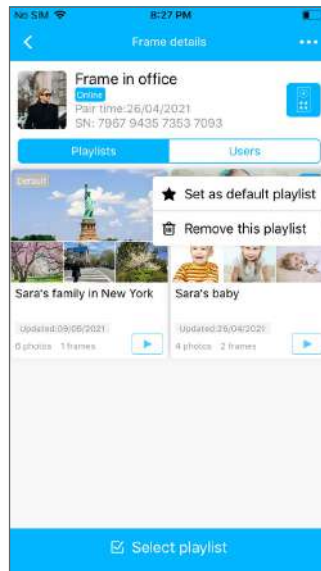 No SIM 8:27 PM
Frame details
Frame in office
Online
Pair time:26/04/2021
SN: 7967 9435 7353 7093
Playlists Users
Default
Set as default playlist
Remove this playlist
Sara's family in New York Sara's baby
Updated:09/06/2021 Updated:26/04/2021
6 photos 1 frames 4 photos 2 frames
Select playlist